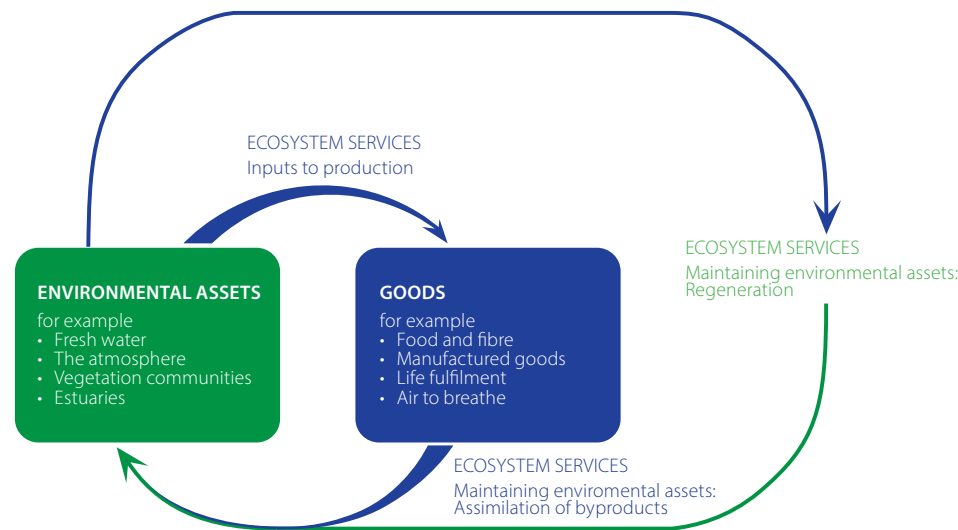 ECOSYSTEM SERVICES
Inputs to production
ECOSYSTEM SERVICES
Maintaining environmental assets:
Regeneration
ENVIRONMENTAL ASSETS
for example
• Fresh water
• The atmosphere
• Vegetation communities
• Estuaries
GOODS
for example
• Food and fibre
• Manufactured goods
• Life fulfilment
• Air to breathe
ECOSYSTEM SERVICES
Maintaining enviromental assets:
Assimilation of byproducts